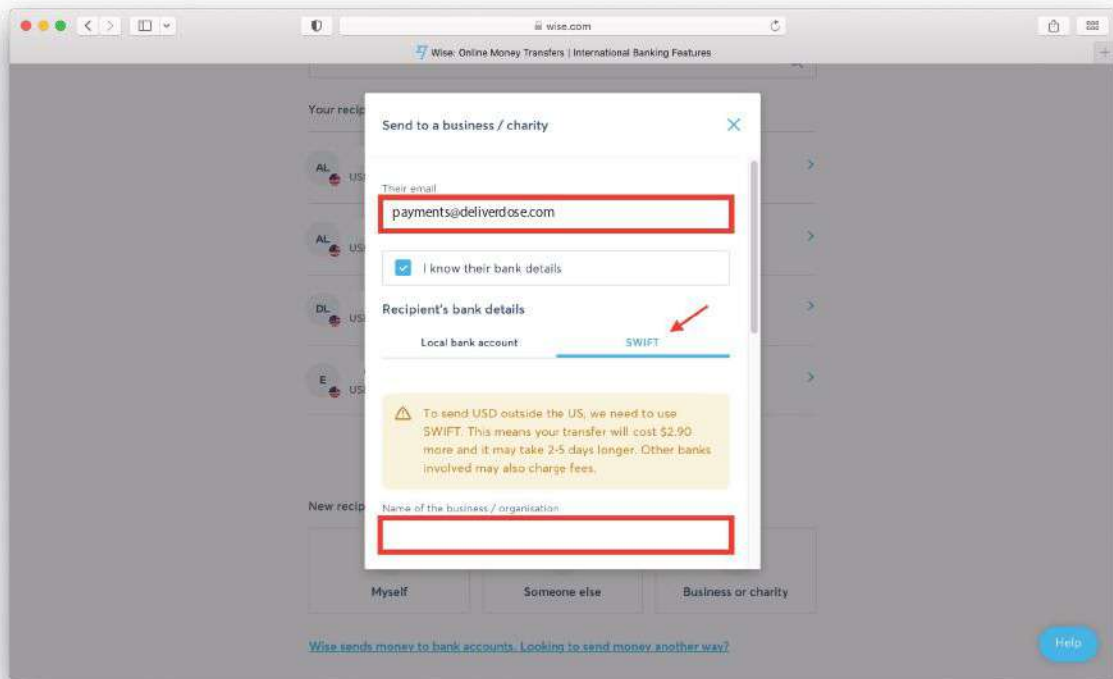 wise.com
Wise: Online Money Transfers | International Banking Features
Your recip
Send to a business / charity
AL
US
Their email
payments@deliverdose.com
AL
US
I know their bank details
DL
US
Recipient's bank details
Local bank account
SWIFT
E
US
To send USD outside the US, we need to use
SWIFT. This means your transfer will cost $2.90
more and it may take 2-5 days longer. Other banks
involved may also charge fees.
New recip
Name of the business / organisation
Myself
Someone else
Business or charity
Wise sends money to bank accounts. Looking to send money another way?
Help